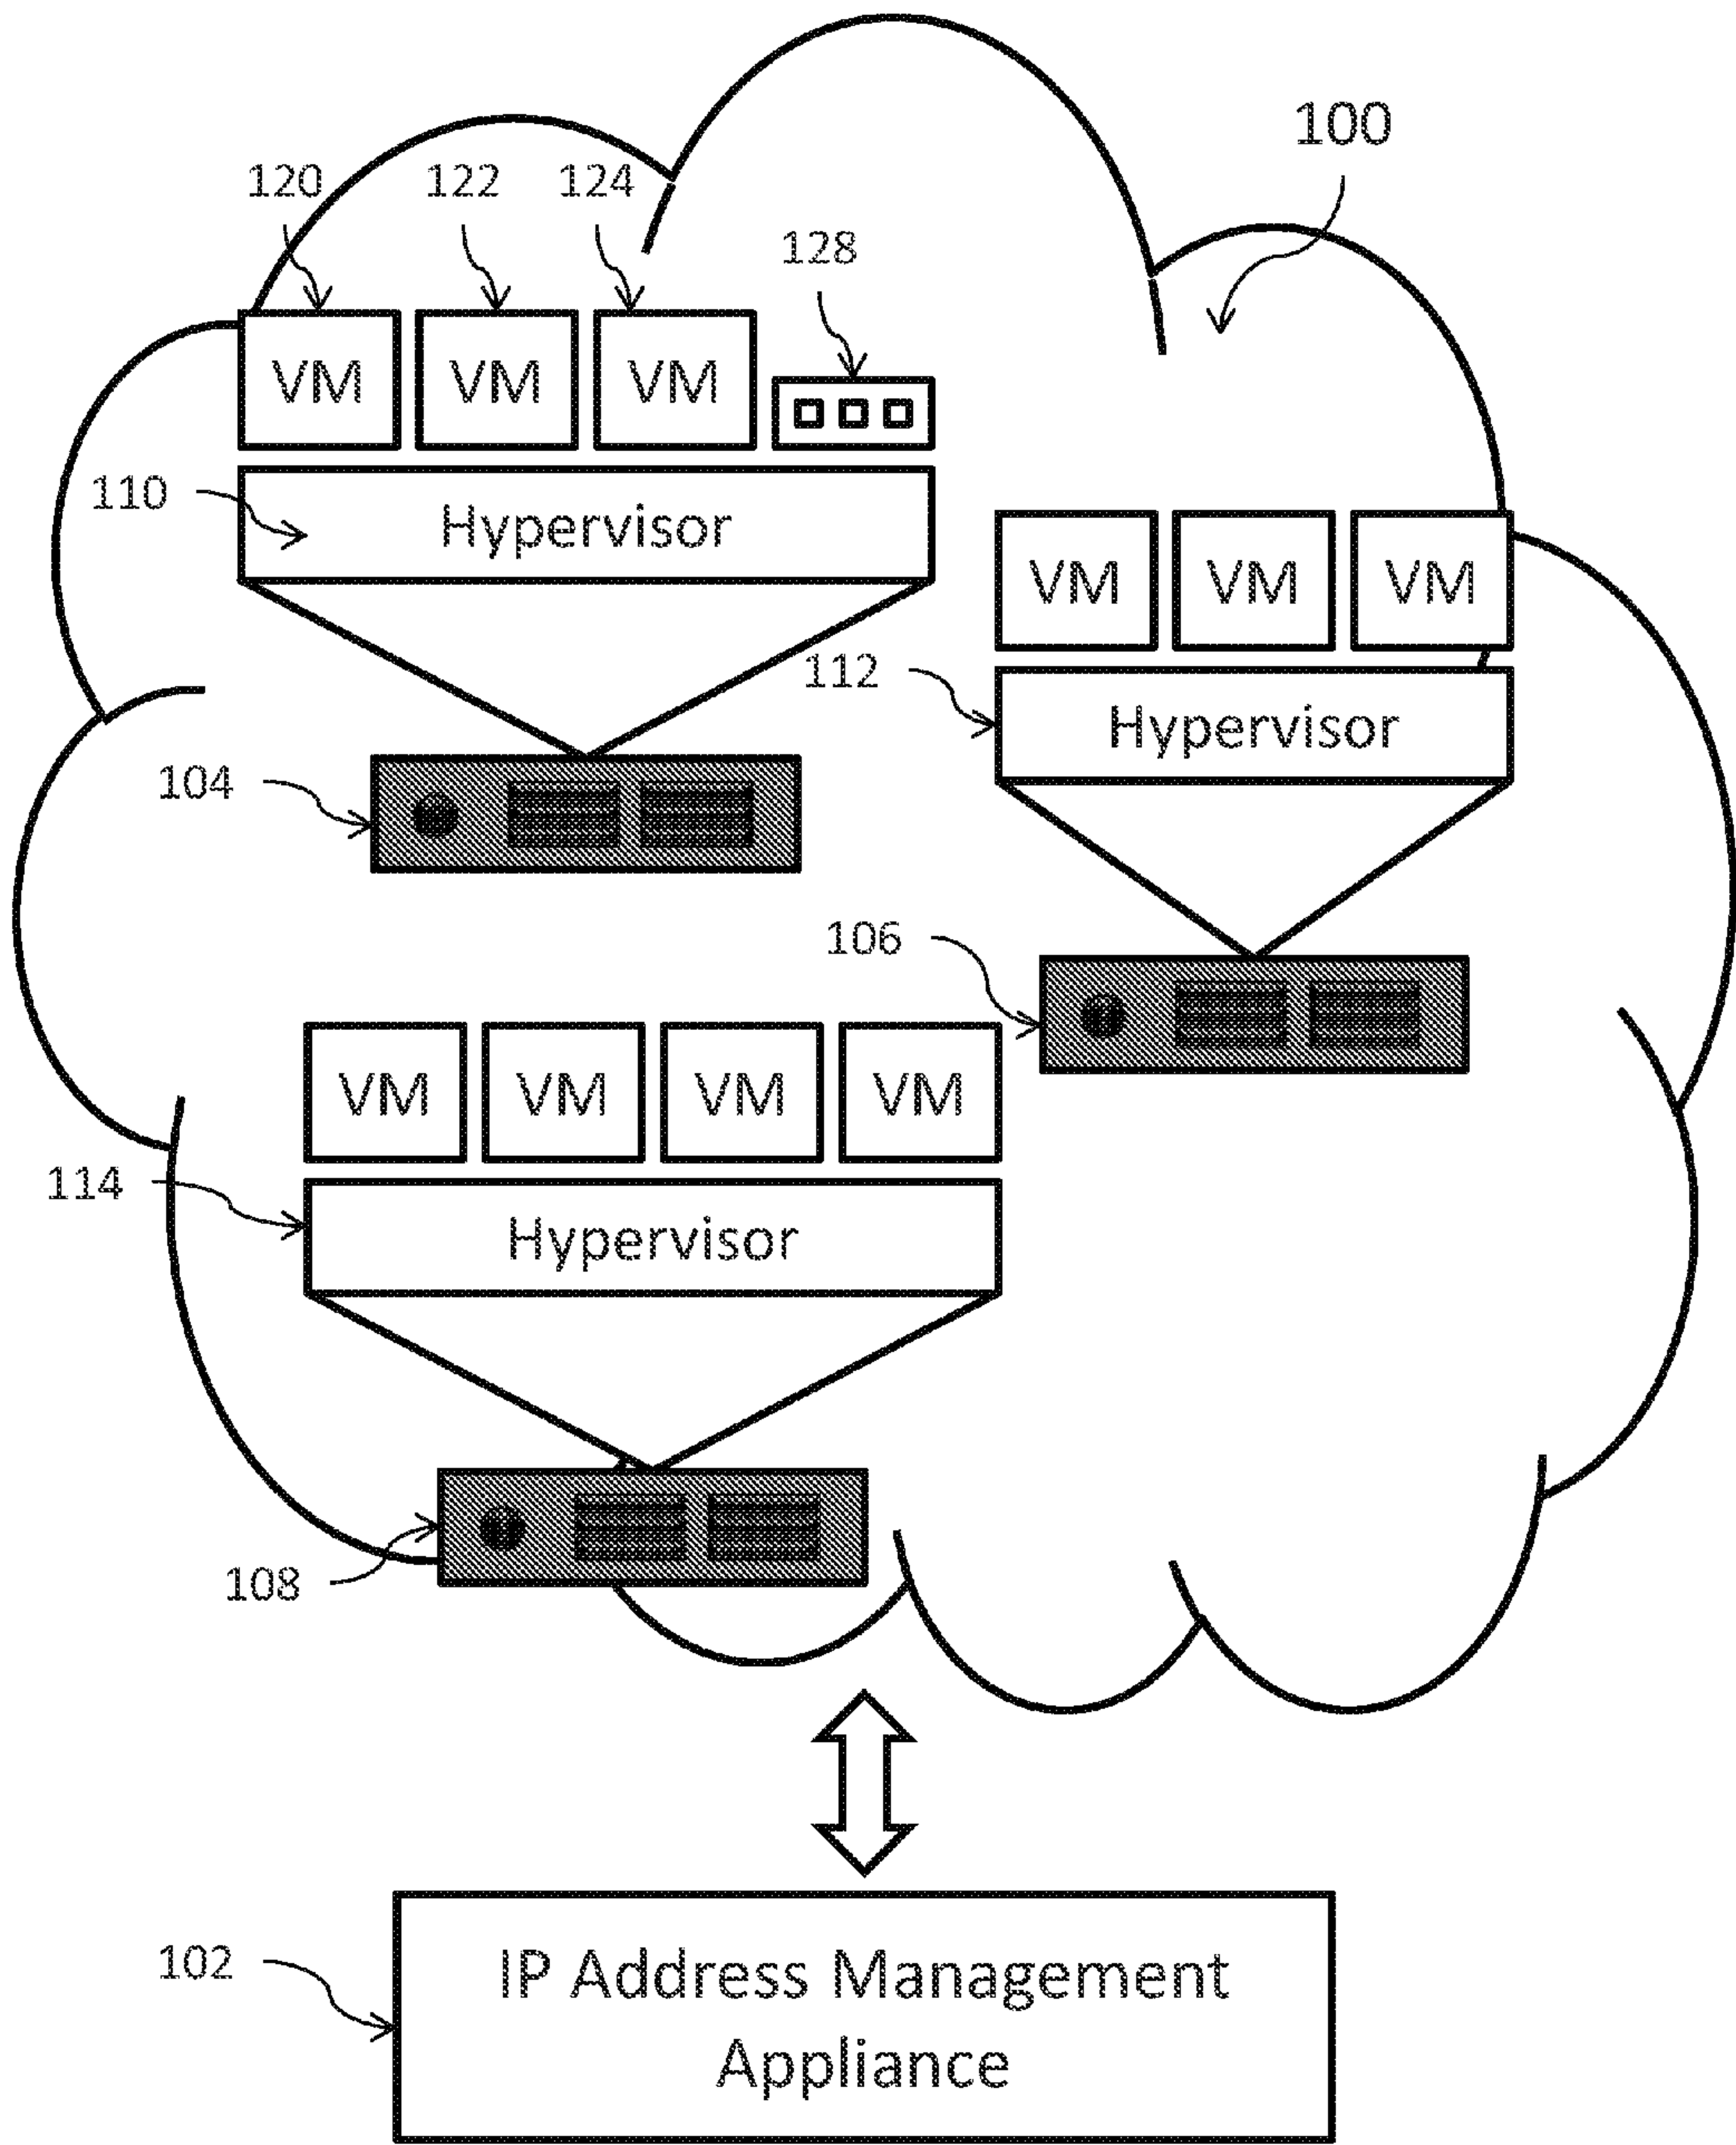 100
120 122 124
128
VM VM VM
110
Hypervisor
VM VM VM
112
Hypervisor
104
106
VM VM VM VM
114
Hypervisor
108
102
IP Address Management
Appliance